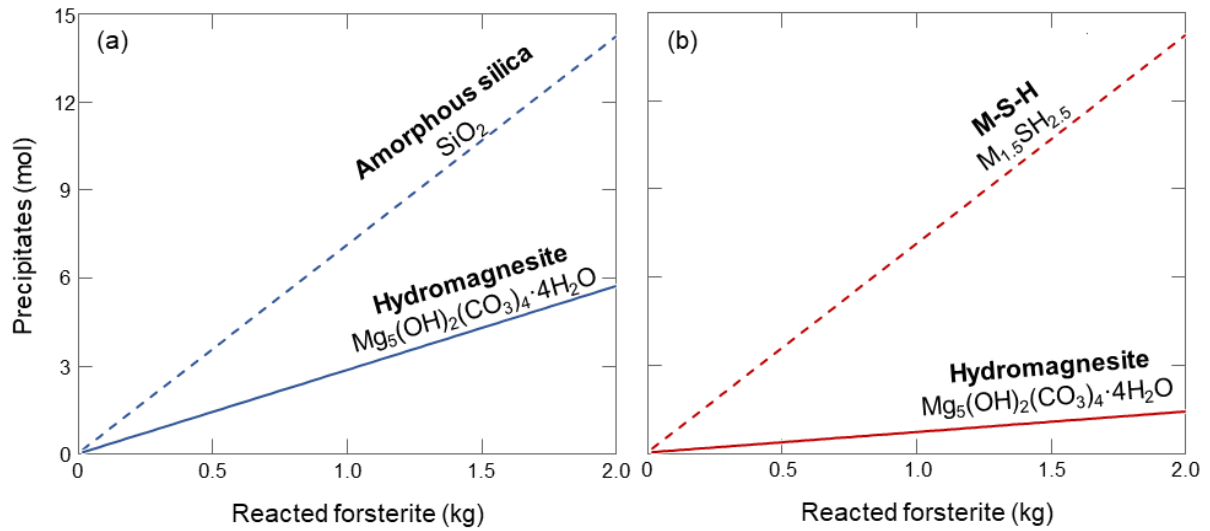 (a)
Amorphous silica
SiO₂
Hydromagnesite
Mg₅(OH)₂(CO₃)₄·4H₂O
Precipitates (mol)
15
12
9
6
3
0
0
0.5
1.0
1.5
2.0
Reacted forsterite (kg)
(b)
M-S-H
M₁.₅SH₂.₅
Hydromagnesite
Mg₅(OH)₂(CO₃)₄·4H₂O
0
0.5
1.0
1.5
2.0
Reacted forsterite (kg)